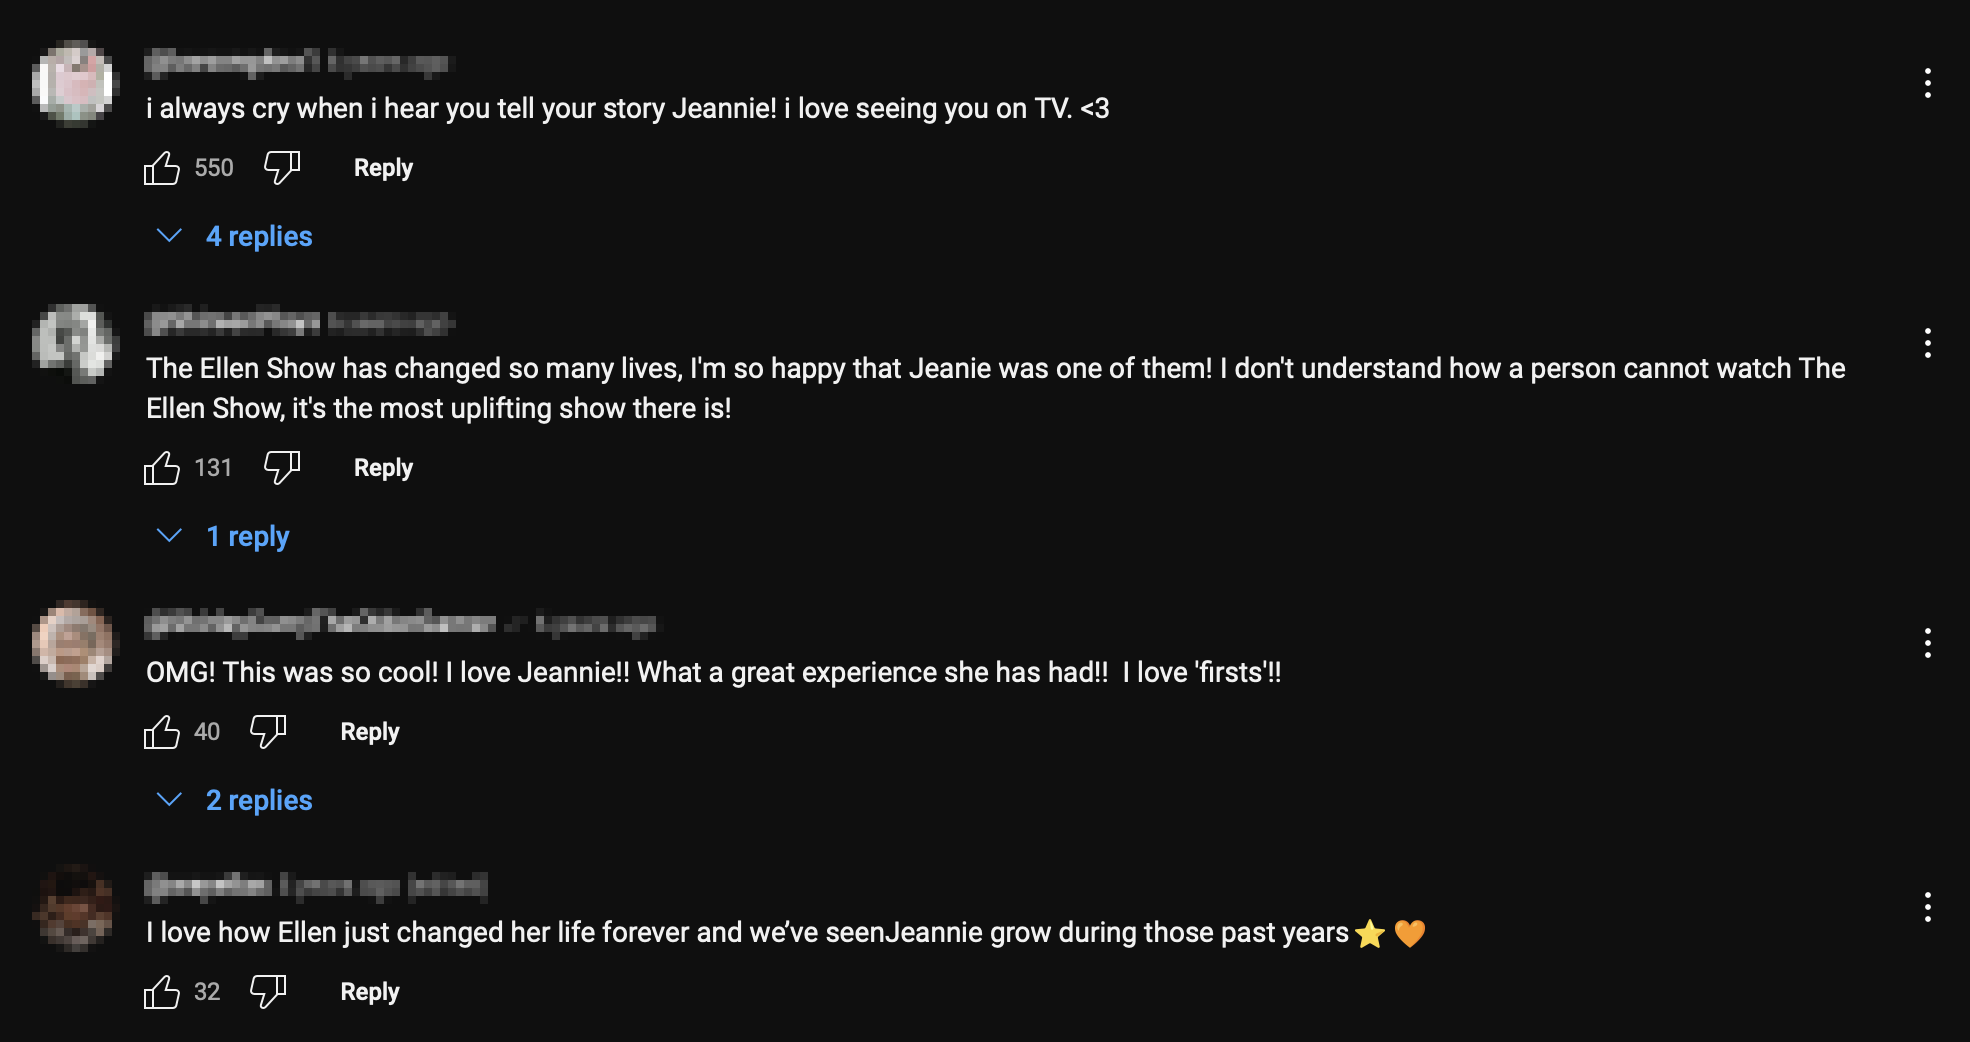 i always cry when i hear you tell your story Jeannie! i love seeing you on TV. <3
550 Reply
4 replies
The Ellen Show has changed so many lives, I'm so happy that Jeanie was one of them! I don't understand how a person cannot watch The
Ellen Show, it's the most uplifting show there is!
131 Reply
1 reply
OMG! This was so cool! I love Jeannie!! What a great experience she has had!!  I love 'firsts'!!
40 Reply
2 replies
I love how Ellen just changed her life forever and we’ve seenJeannie grow during those past years⭐🧡
32 Reply